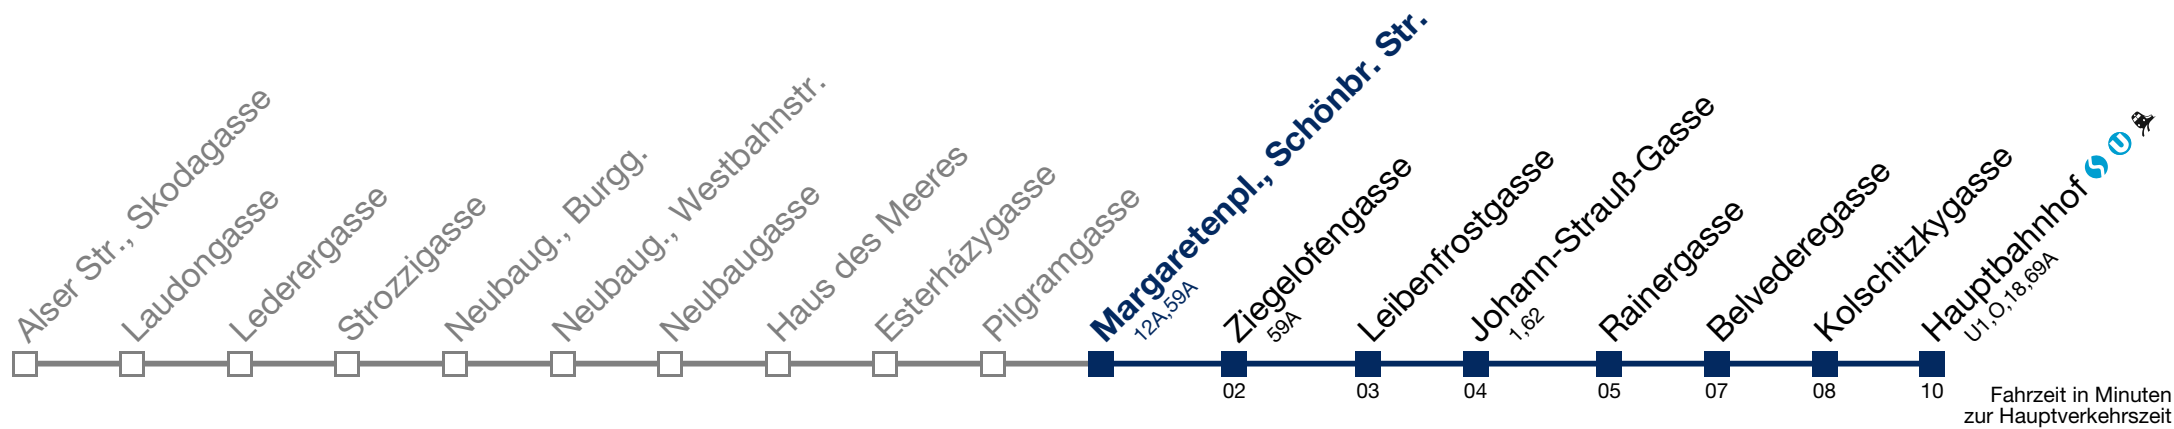 Alser Str., Skodagasse
Laudongasse
Lederergasse
Strozzigasse
Neubaug., Burgg.
Neubaug., Westbahnstr.
Neubaugasse
Haus des Meeres
Esterházygasse
Pilgramgasse
Margaretenpl., Schönbr. Str.
12A,59A
Ziegelofengasse
59A
Leibenfrostgasse
Johann-Strauß-Gasse
1,62
Rainergasse
Belvederegasse
Kolschitzkygasse
Hauptbahnhof S U
U1,O,18,69A
02 03 04 05 07 08 10
Fahrzeit in Minuten
zur Hauptverkehrszeit